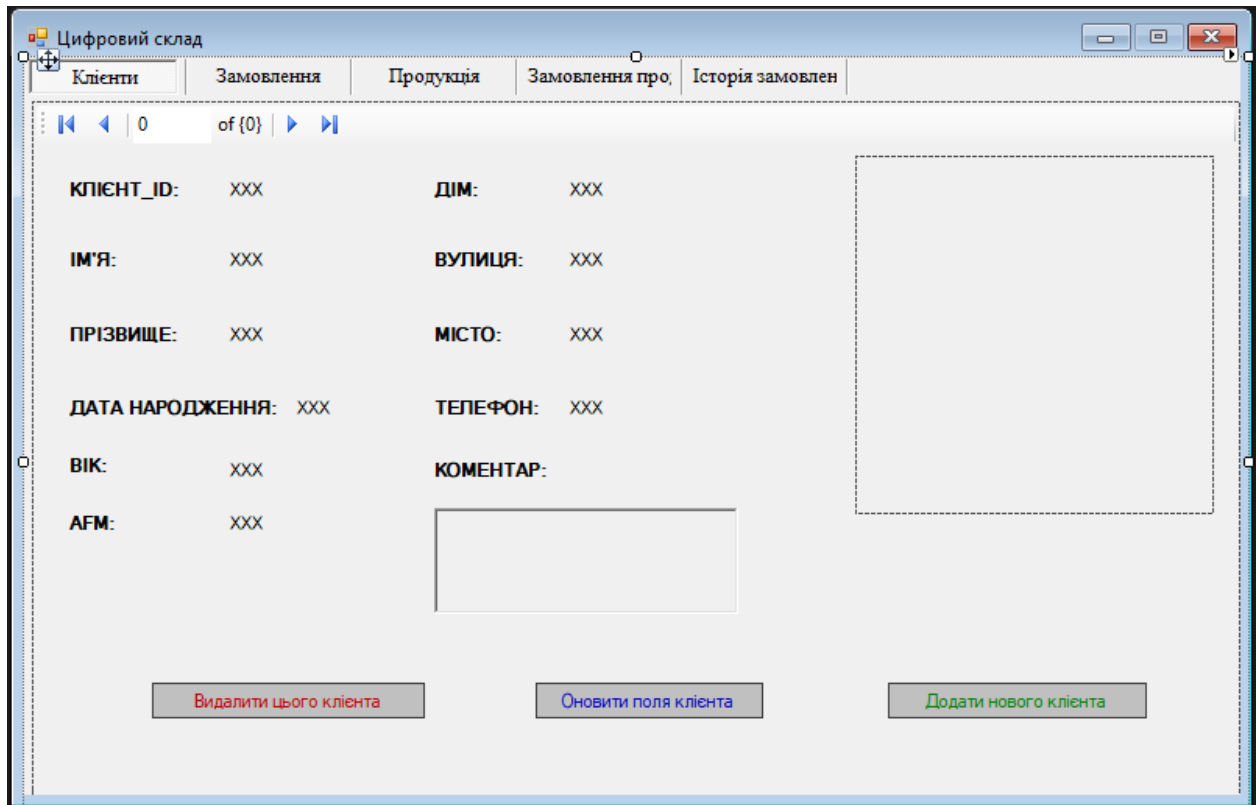 Цифровий склад
Клієнти Замовлення Продукція Замовлення про Історія замовлен
0 of {0}
КЛІЄНТ_ID: XXX ДІМ: XXX
ІМ'Я: XXX ВУЛИЦЯ: XXX
ПРІЗВИЩЕ: XXX МІСТО: XXX
ДАТА НАРОДЖЕННЯ: XXX ТЕЛЕФОН: XXX
ВІК: XXX КОМЕНТАР:
AFM: XXX
Видалити цього клієнта Оновити поля клієнта Додати нового клієнта